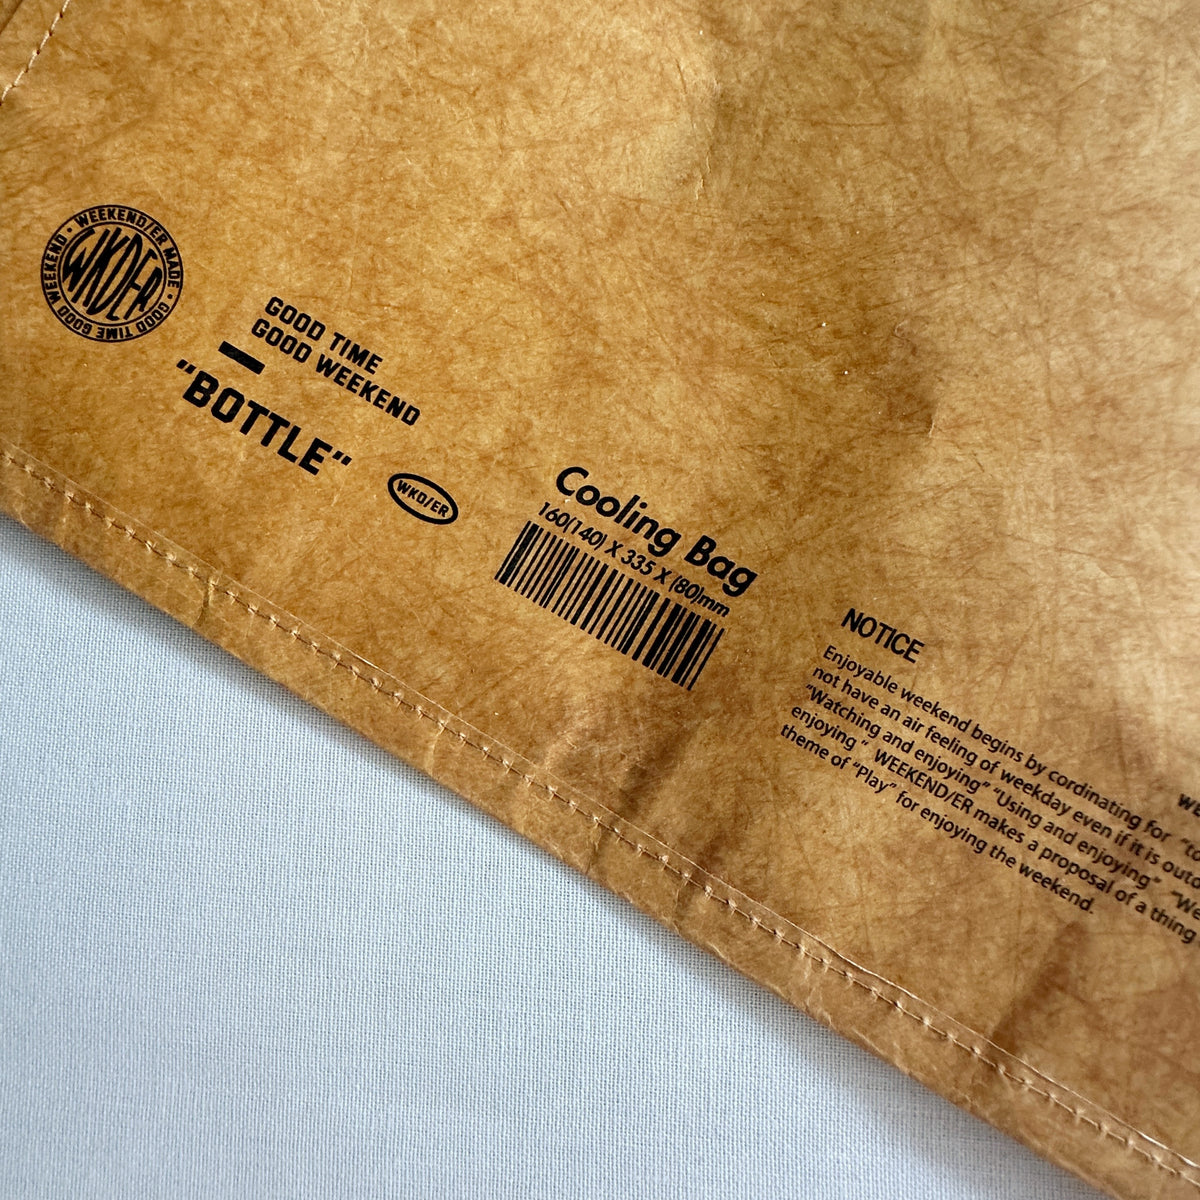 WEEKEND/ER MADE • GOOD TIME GOOD WEEKEND •
WKDER
GOOD TIME
GOOD WEEKEND
"BOTTLE"
WKD/ER
Cooling Bag
160(140) X 335 X (80)mm
NOTICE
Enjoyable weekend begins by cordinating for
not have an air feeling of weekday even if it is
"Watching and enjoying" "Using and enjoying"
enjoying" WEEKEND/ER makes a proposal of a thing
theme of "Play" for enjoying the weekend.